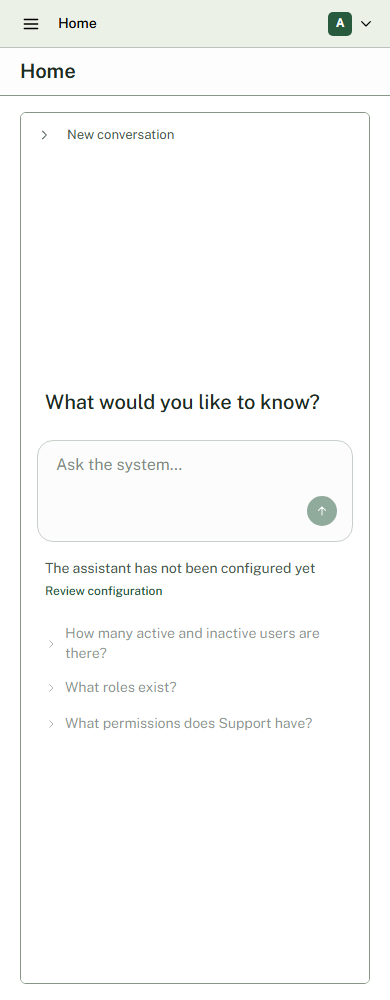 Home
A
Home
New conversation
What would you like to know?
Ask the system...
The assistant has not been configured yet
Review configuration
How many active and inactive users are
there?
What roles exist?
What permissions does Support have?